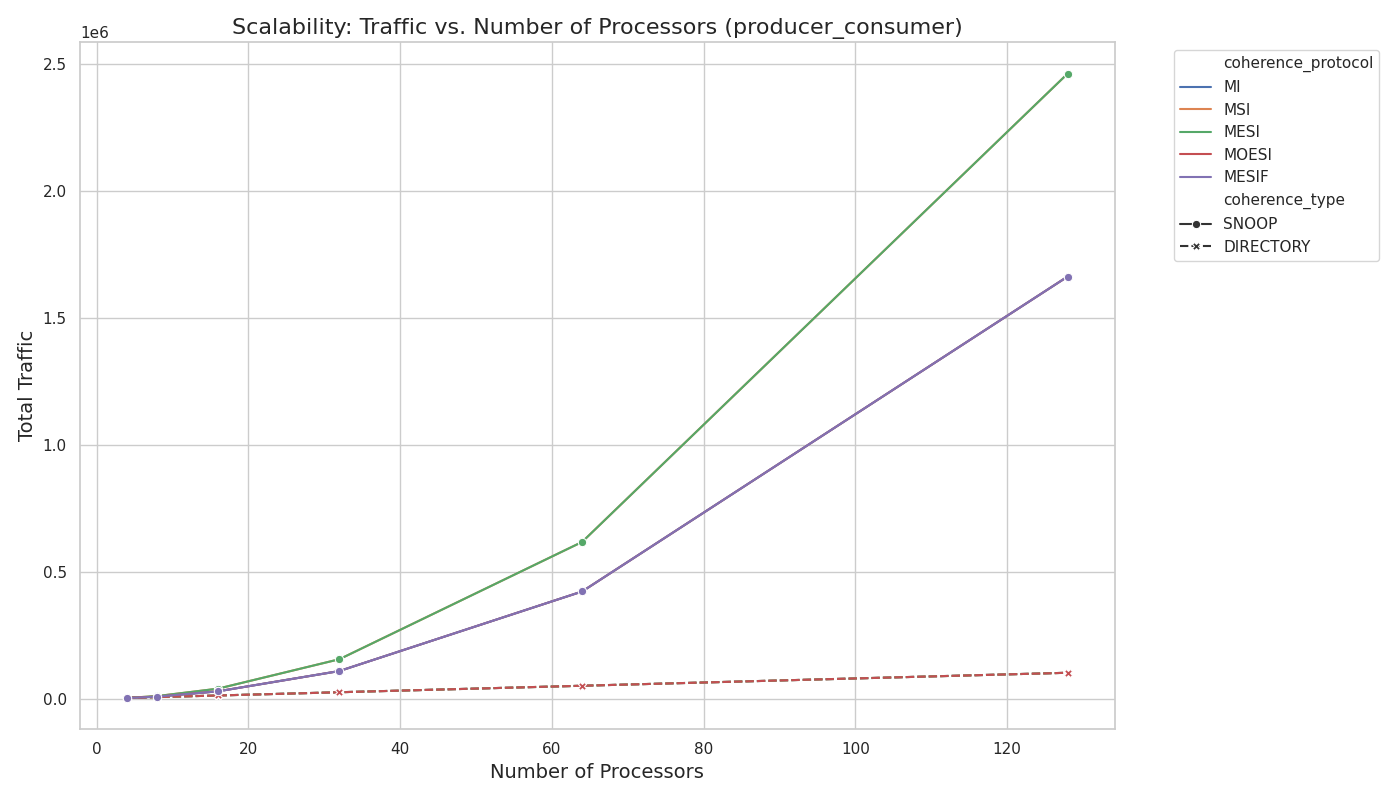 Scalability: Traffic vs. Number of Processors (producer_consumer)
1e6
2.5
2.0
1.5
1.0
0.5
0.0
Total Traffic
0 20 40 60 80 100 120
Number of Processors
coherence_protocol
MI
MSI
MESI
MOESI
MESIF
coherence_type
SNOOP
DIRECTORY